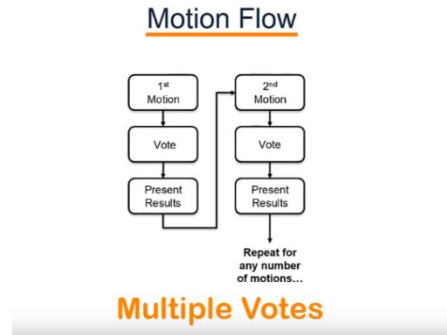 Motion Flow
1st
Motion
Vote
Present
Results
2nd
Motion
Vote
Present
Results
Repeat for
any number
of motions...
Multiple Votes